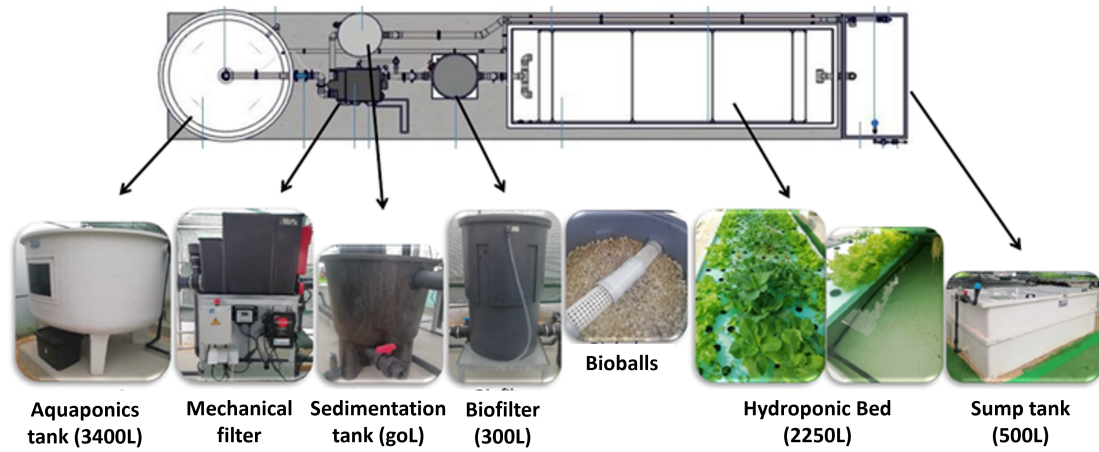 Aquaponics
tank (3400L)
Mechanical
filter
Sedimentation
tank (goL)
Biofilter
(300L)
Bioballs
Hydroponic Bed
(2250L)
Sump tank
(500L)